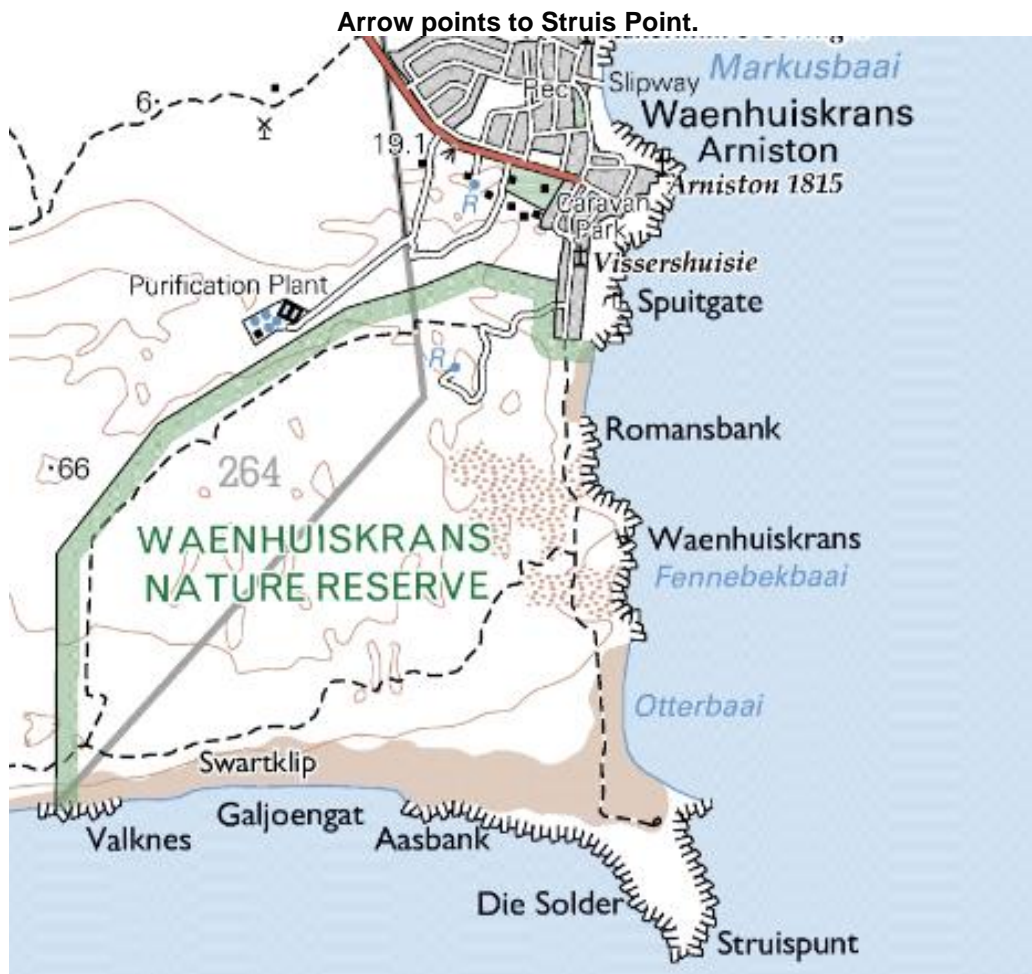 Arrow points to Struis Point.
Markusbaai
Slipway
Rec
6
Waenhuiskrans
Arniston
19.1
Arniston 1815
R
Caravan
Park
Vissershuisie
Purification Plant
Spuitgate
R
Romansbank
66
264
WAENHUISKRANS
NATURE RESERVE
Waenhuiskrans
Fennebekbaai
Otterbaai
Swartklip
Galjoengat
Valknes
Aasbank
Die Solder
Struispunt